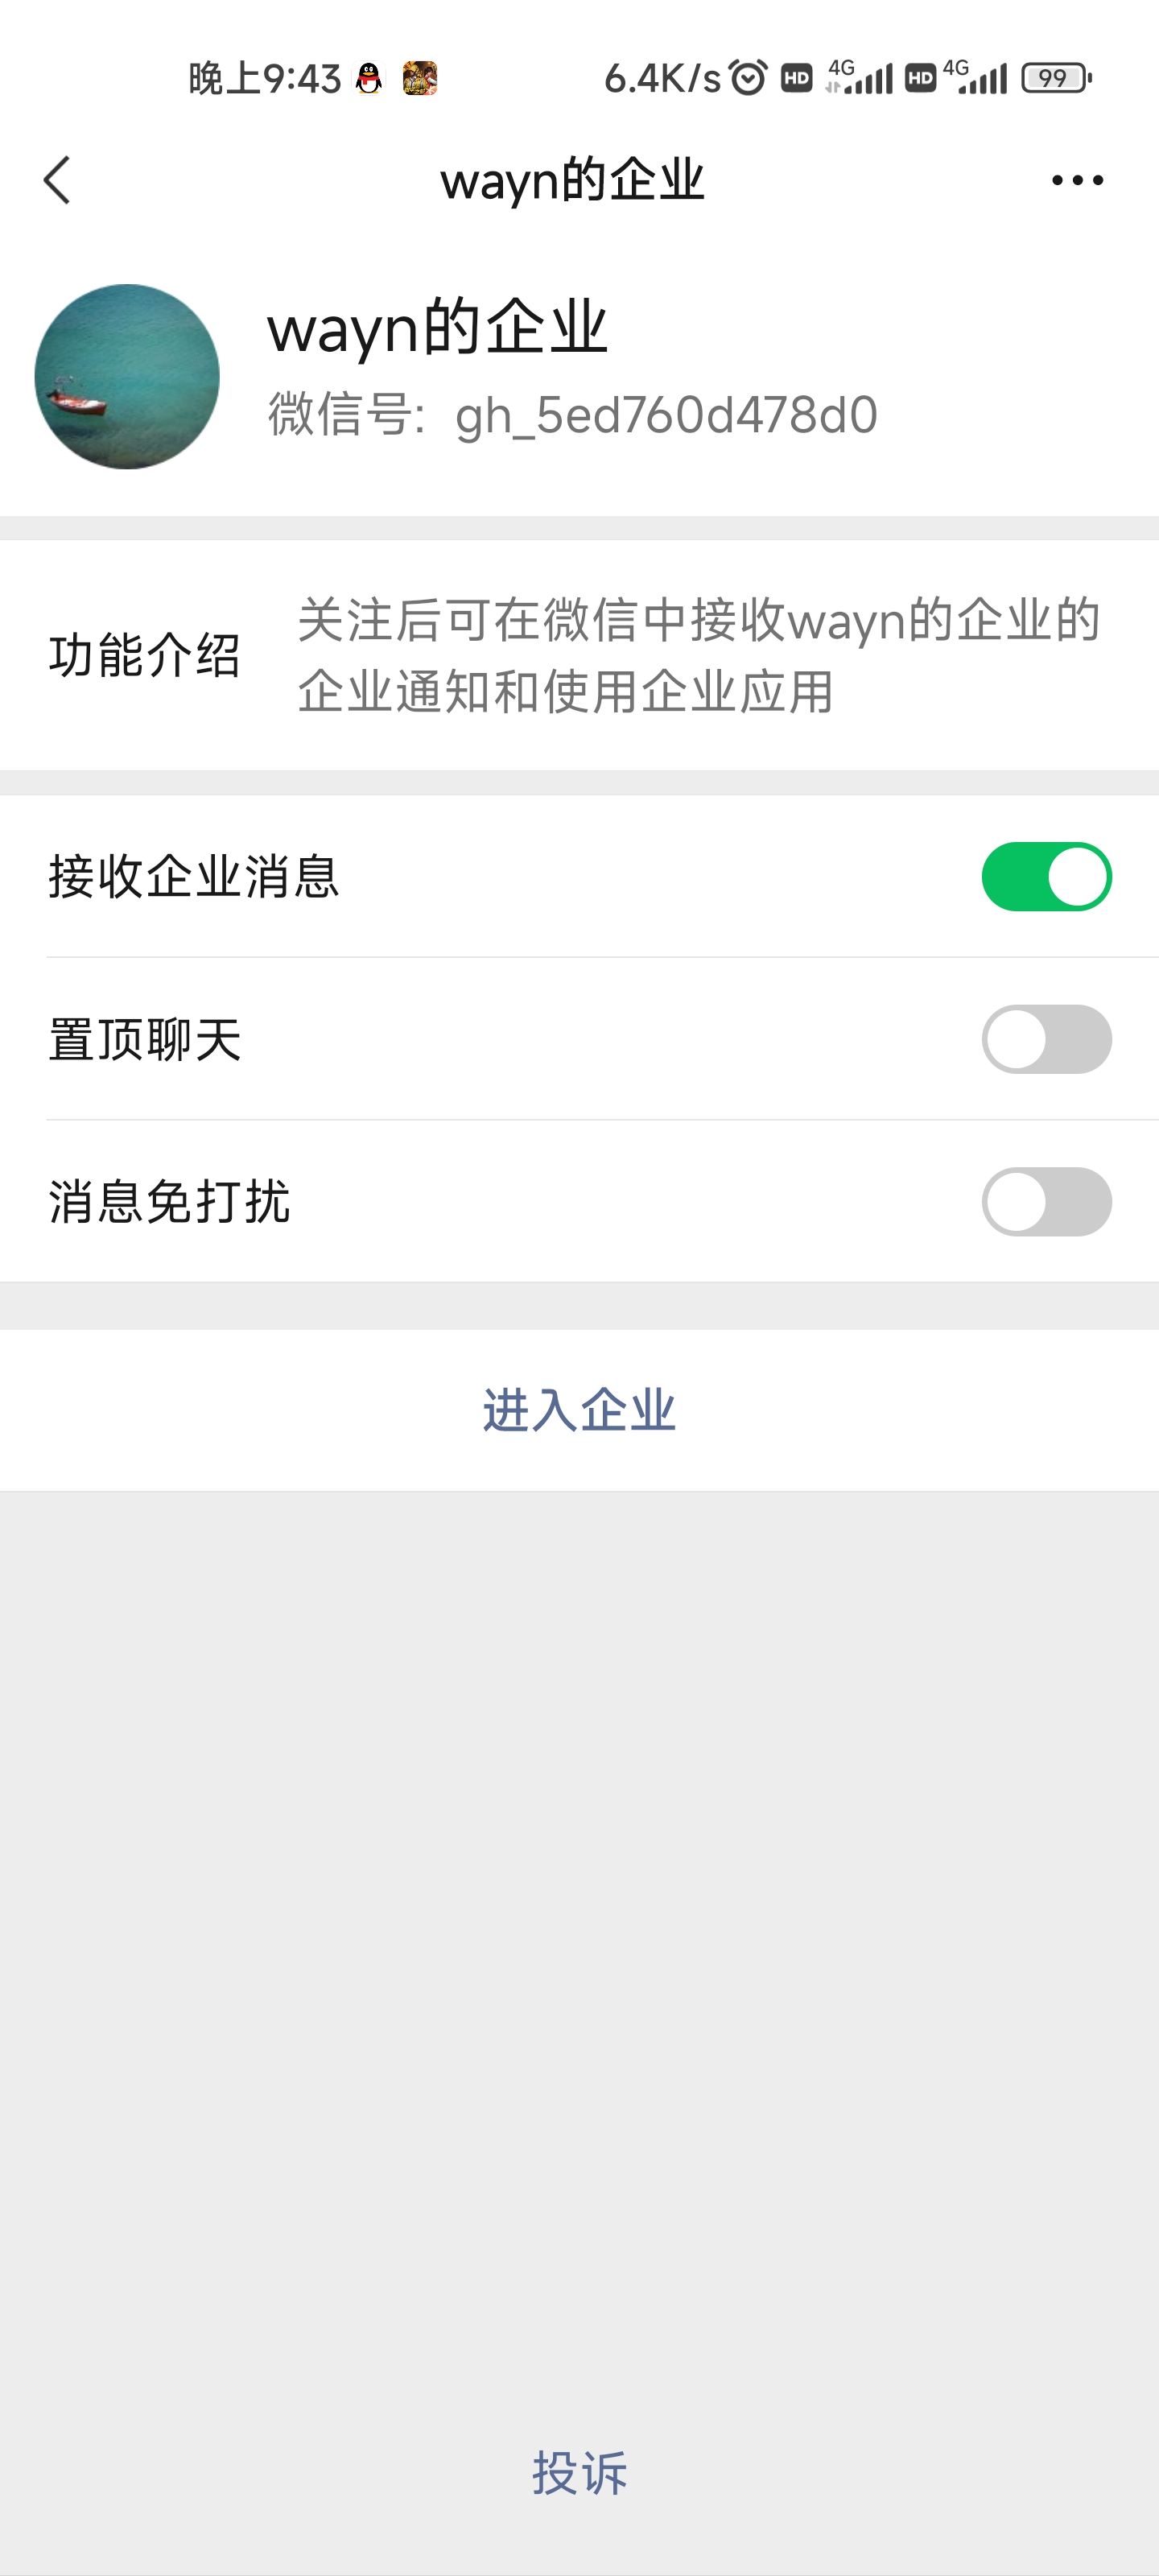 晚上9:43 6.4K/s HD 4G HD 4G 99
wayn的企业
wayn的企业
微信号: gh_5ed760d478d0
功能介绍
关注后可在微信中接收wayn的企业的
企业通知和使用企业应用
接收企业消息
置顶聊天
消息免打扰
进入企业
投诉